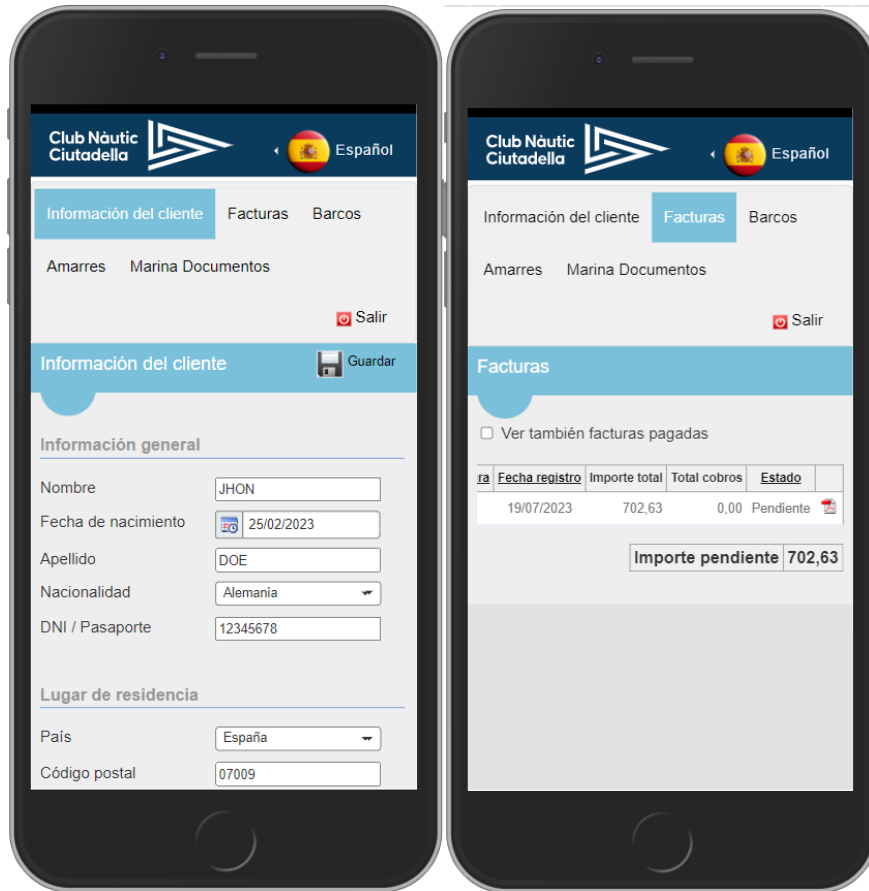 Club Nàutic
Ciutadella
Español
Información del cliente Facturas Barcos
Amarres Marina Documentos
Salir
Información del cliente Guardar
Información general
Nombre JHON
Fecha de nacimiento 25/02/2023
Apellido DOE
Nacionalidad Alemania
DNI / Pasaporte 12345678
Lugar de residencia
País España
Código postal 07009
Club Nàutic
Ciutadella
Español
Información del cliente Facturas Barcos
Amarres Marina Documentos
Salir
Facturas
Ver también facturas pagadas
ra Fecha registro Importe total Total cobros Estado
19/07/2023 702,63 0,00 Pendiente
Importe pendiente 702,63